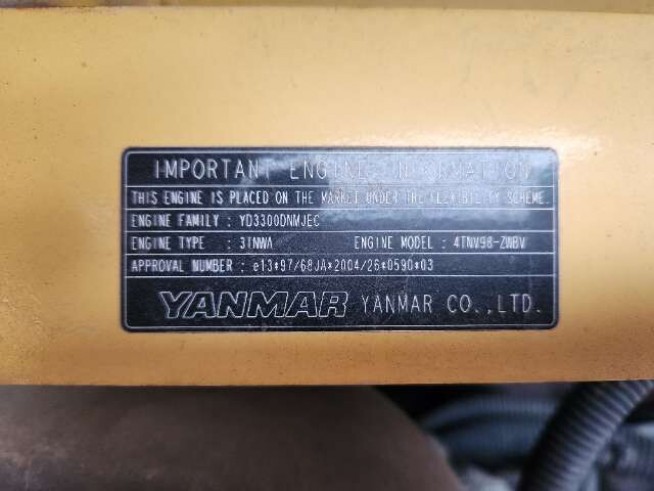 IMPORTANT ENGINE INFORMATION
THIS ENGINE IS PLACED ON THE MARKET UNDER THE FLEXIBILITY SCHEME.
ENGINE FAMILY : YD3300DNWJEC
ENGINE TYPE : 3TNWA ENGINE MODEL : 4TNV98-ZWBV
APPROVAL NUMBER : e13*97/68JA*2004/26*0590*03
YANMAR YANMAR CO.,LTD.